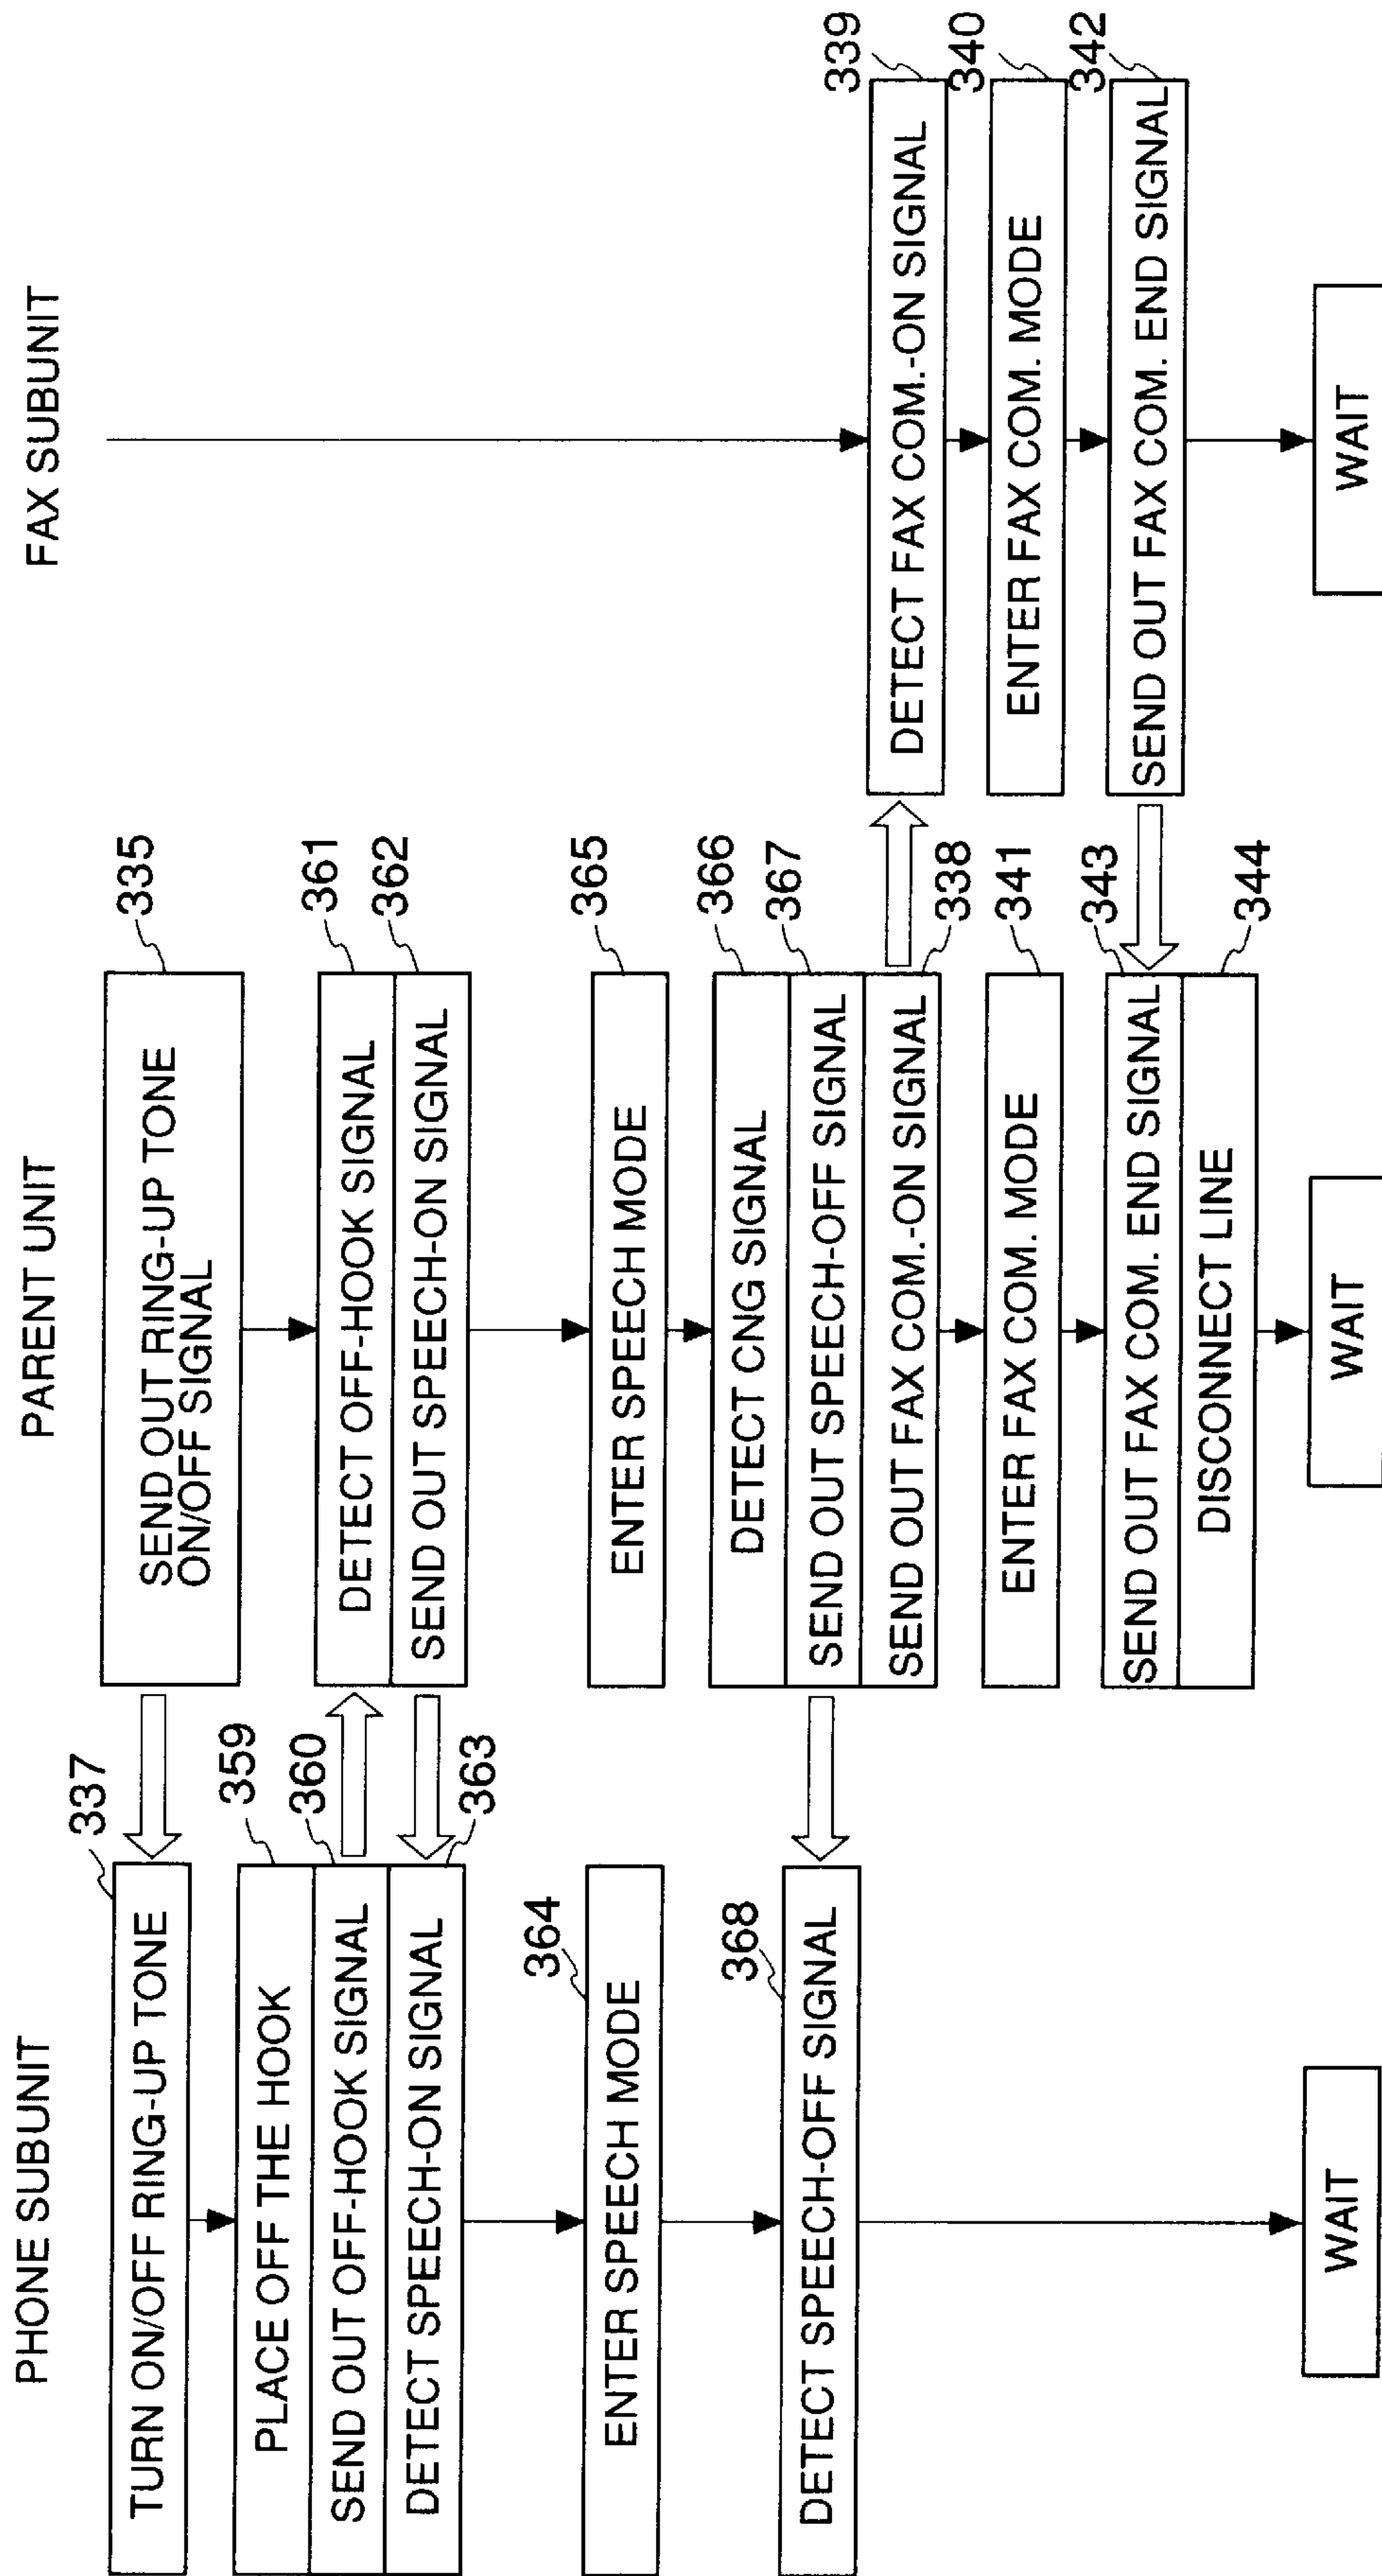 PHONE SUBUNIT
TURN ON/OFF RING-UP TONE
337
PLACE OFF THE HOOK
359
SEND OUT OFF-HOOK SIGNAL
360
DETECT SPEECH-ON SIGNAL
363
ENTER SPEECH MODE
364
DETECT SPEECH-OFF SIGNAL
368
WAIT
PARENT UNIT
SEND OUT RING-UP TONE
ON/OFF SIGNAL
335
DETECT OFF-HOOK SIGNAL
361
SEND OUT SPEECH-ON SIGNAL
362
ENTER SPEECH MODE
365
DETECT CNG SIGNAL
366
SEND OUT SPEECH-OFF SIGNAL
367
SEND OUT FAX COM.-ON SIGNAL
338
ENTER FAX COM. MODE
341
SEND OUT FAX COM. END SIGNAL
343
DISCONNECT LINE
344
WAIT
FAX SUBUNIT
DETECT FAX COM.-ON SIGNAL
339
ENTER FAX COM. MODE
340
SEND OUT FAX COM. END SIGNAL
342
WAIT